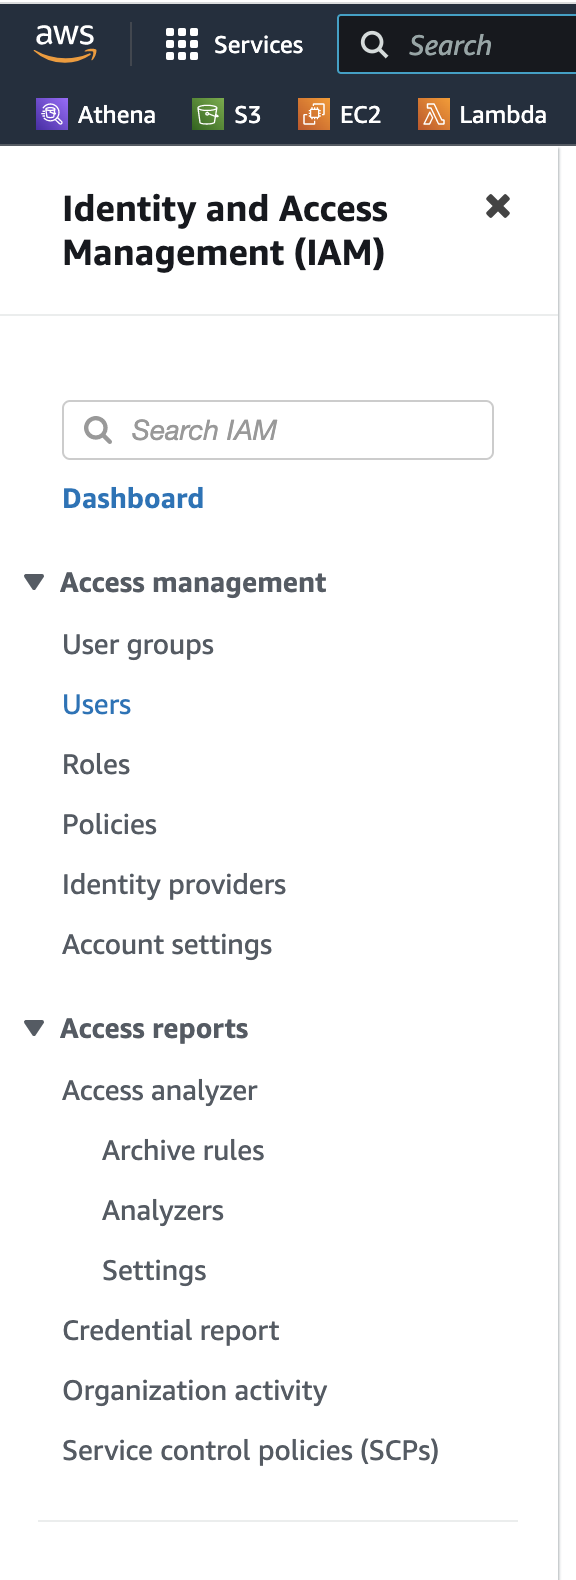 aws
Services
Search
Athena S3 EC2 Lambda
Identity and Access
Management (IAM)
Search IAM
Dashboard
Access management
User groups
Users
Roles
Policies
Identity providers
Account settings
Access reports
Access analyzer
Archive rules
Analyzers
Settings
Credential report
Organization activity
Service control policies (SCPs)